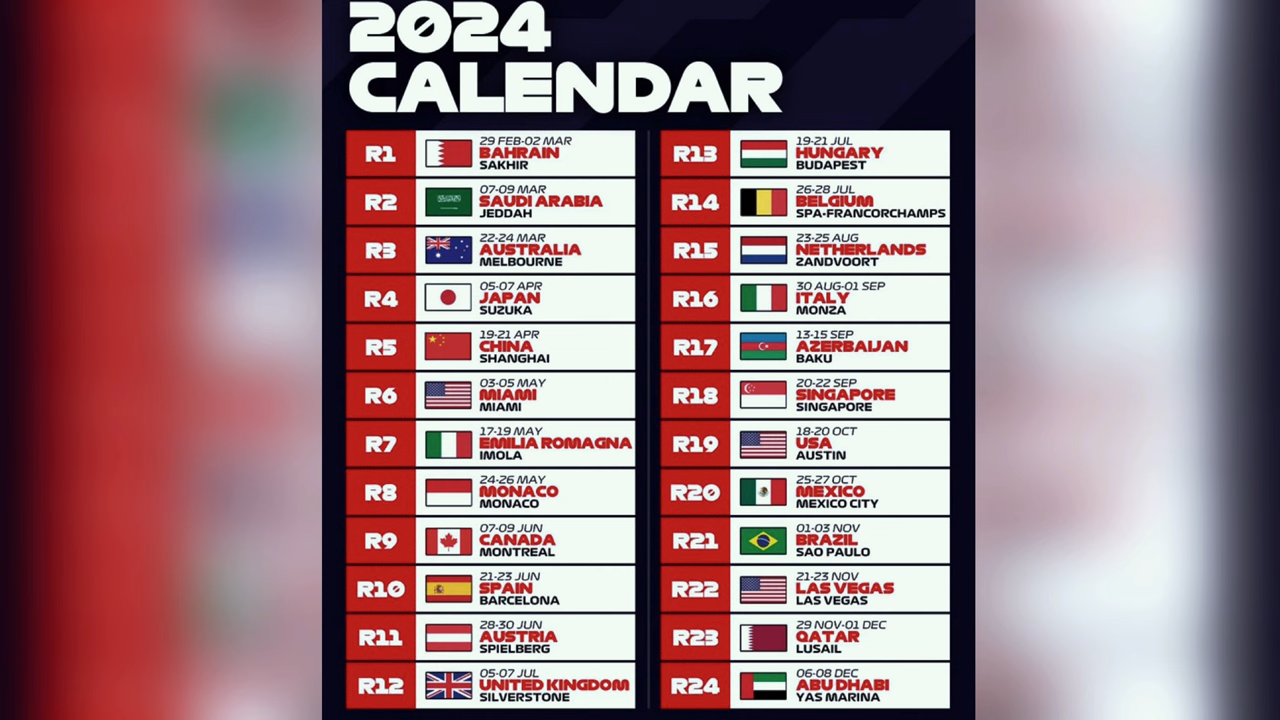 2024
CALENDAR
R1
29 FEB-02 MAR
BAHRAIN
SAKHIR
R2
07-09 MAR
SAUDI ARABIA
JEDDAH
R3
22-24 MAR
AUSTRALIA
MELBOURNE
R4
05-07 APR
JAPAN
SUZUKA
R5
19-21 APR
CHINA
SHANGHAI
R6
03-05 MAY
MIAMI
MIAMI
R7
17-19 MAY
EMILIA ROMAGNA
IMOLA
R8
24-26 MAY
MONACO
MONACO
R9
07-09 JUN
CANADA
MONTREAL
R10
21-23 JUN
SPAIN
BARCELONA
R11
28-30 JUN
AUSTRIA
SPIELBERG
R12
05-07 JUL
UNITED KINGDOM
SILVERSTONE
R13
19-21 JUL
HUNGARY
BUDAPEST
R14
26-28 JUL
BELGIUM
SPA-FRANCORCHAMPS
R15
23-25 AUG
NETHERLANDS
ZANDVOORT
R16
30 AUG-01 SEP
ITALY
MONZA
R17
13-15 SEP
AZERBAIJAN
BAKU
R18
20-22 SEP
SINGAPORE
SINGAPORE
R19
18-20 OCT
USA
AUSTIN
R20
25-27 OCT
MEXICO
MEXICO CITY
R21
01-03 NOV
BRAZIL
SAO PAULO
R22
21-23 NOV
LAS VEGAS
LAS VEGAS
R23
29 NOV-01 DEC
QATAR
LUSAIL
R24
06-08 DEC
ABU DHABI
YAS MARINA